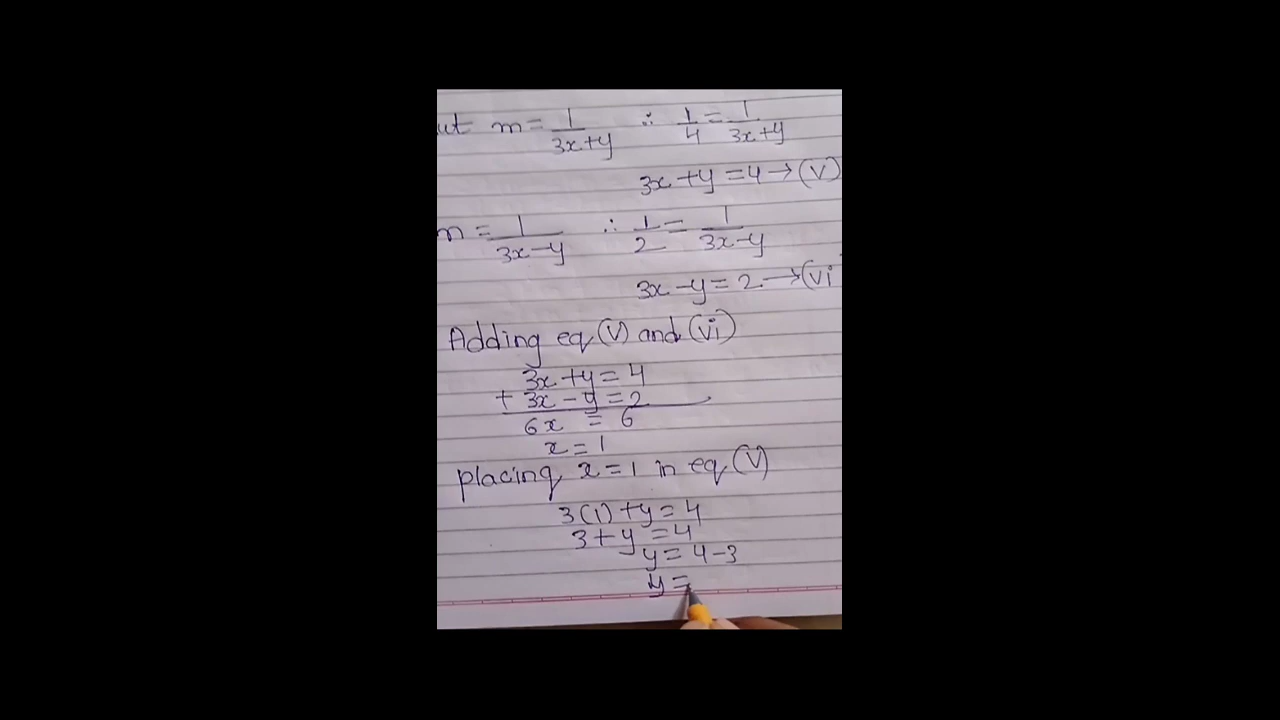 ut m = 1/(3x+y) ∴ 1/4 = 1/(3x+y)
3x + y = 4 → (V)
n = 1/(3x-y) ∴ 1/2 = 1/(3x-y)
3x - y = 2 → (Vi
Adding eq (V) and (Vi)
3x + y = 4
+ 3x - y = 2
6x = 6
x = 1
placing x = 1 in eq (V)
3(1) + y = 4
3 + y = 4
y = 4-3
y =